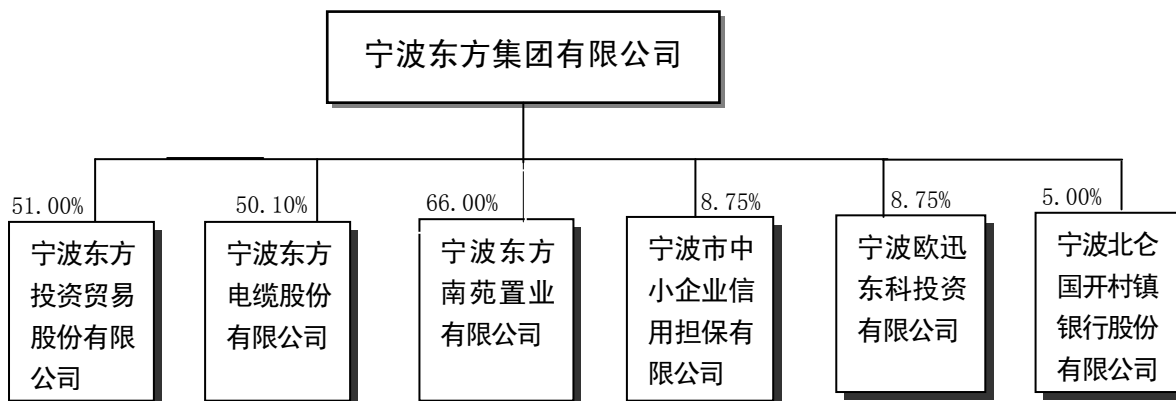 宁波东方集团有限公司
51.00%
50.10%
66.00%
8.75%
8.75%
5.00%
宁波东方
投资贸易
股份有限
公司
宁波东方
电缆股份
有限公司
宁波东方
南苑置业
有限公司
宁波市中
小企业信
用担保有
限公司
宁波欧迅
东科投资
有限公司
宁波北仑
国开村镇
银行股份
有限公司